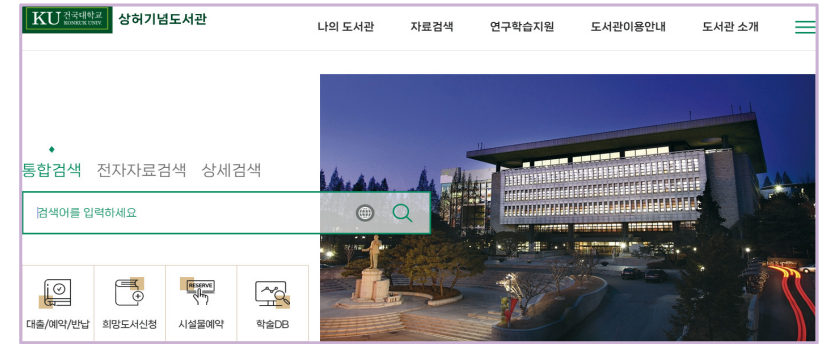 KU 건국대학교 KONKUK UNIV. 상허기념도서관
나의 도서관 자료검색 연구학습지원 도서관이용안내 도서관 소개
통합검색 전자자료검색 상세검색
검색어를 입력하세요
RESERVE
대출/예약/반납 희망도서신청 시설물예약 학술DB